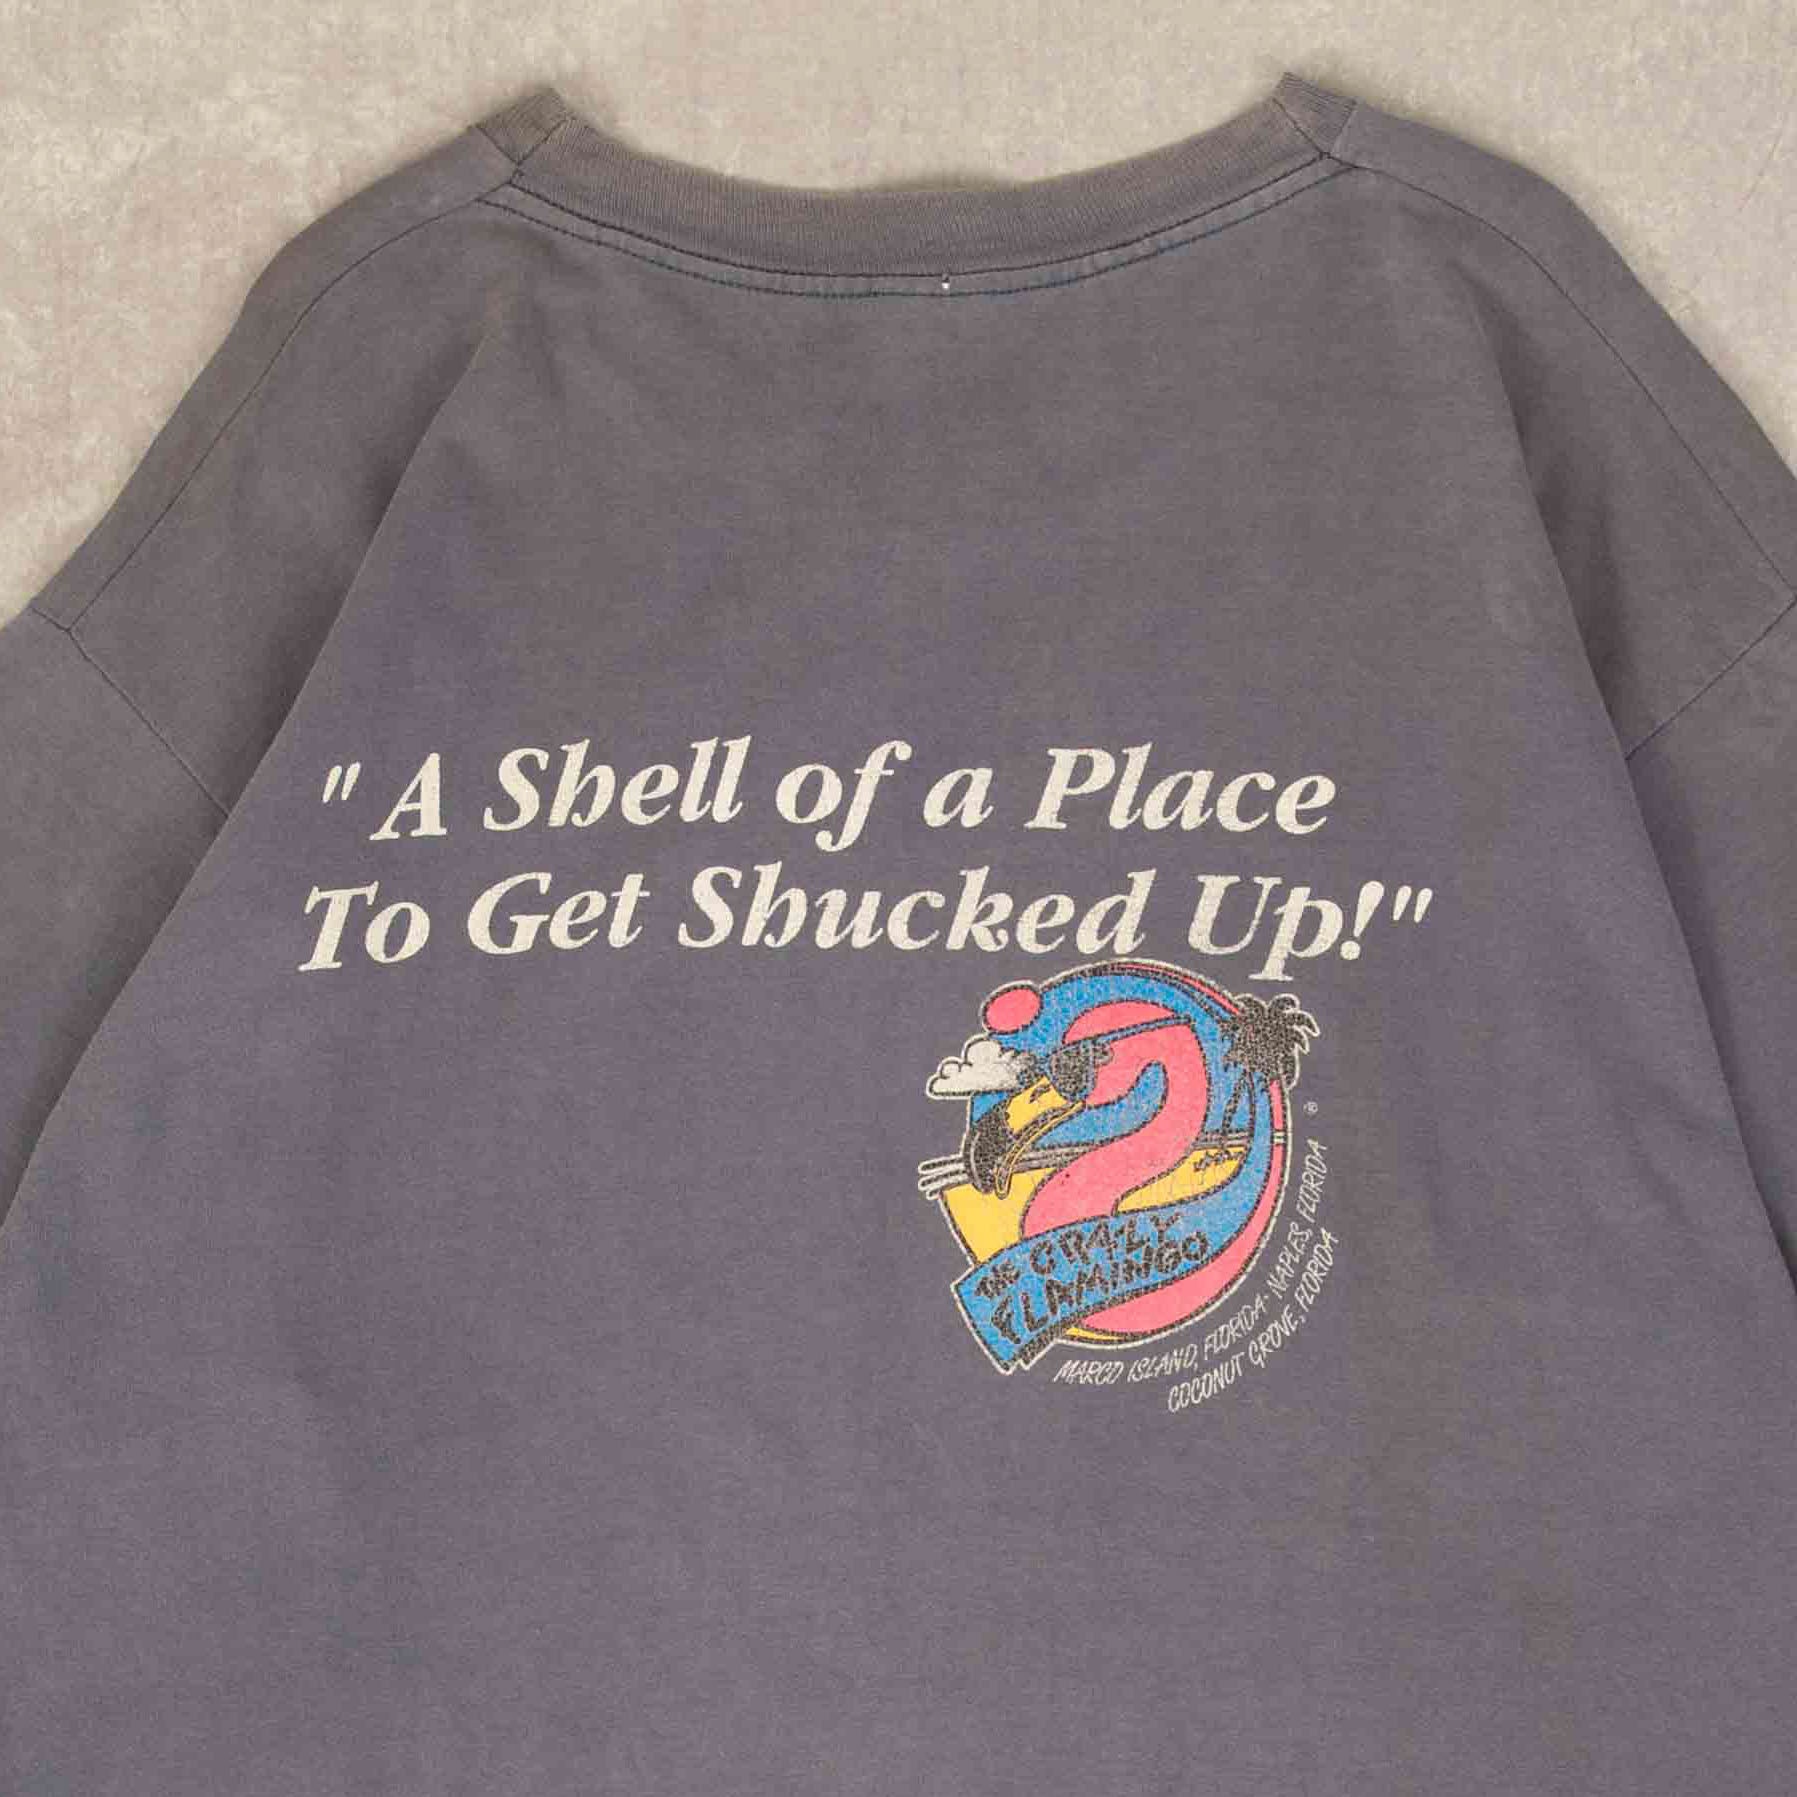 "A Shell of a Place
To Get Shucked Up!"
THE CRAZY
FLAMINGO
®
MARCO ISLAND, FLORIDA · NAPLES, FLORIDA
COCONUT GROVE, FLORIDA